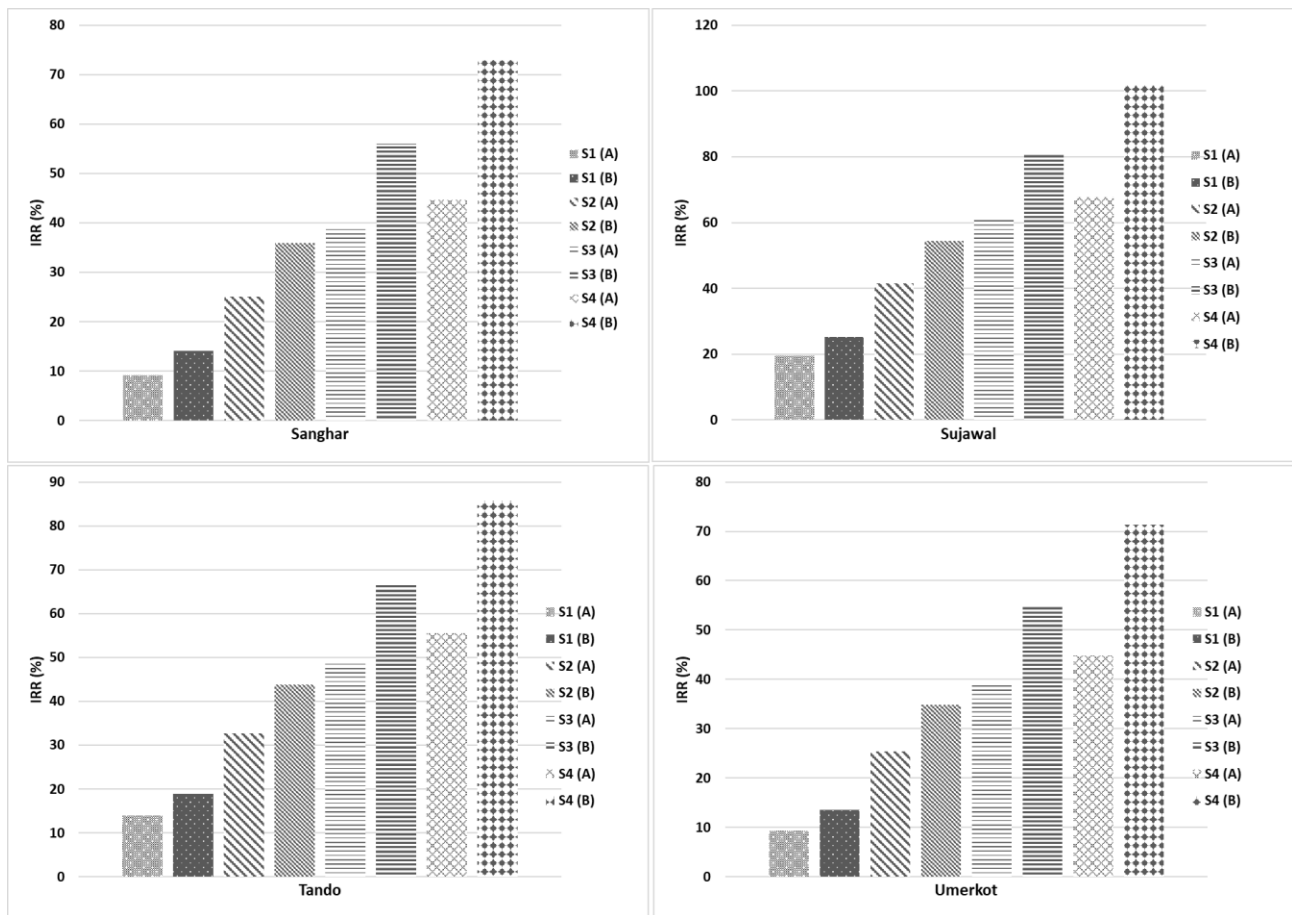 80
70
60
50
40
30
20
10
0
IRR (%)
Sanghar
S1 (A)
S1 (B)
S2 (A)
S2 (B)
S3 (A)
S3 (B)
S4 (A)
S4 (B)
120
100
80
60
40
20
0
IRR (%)
Sujawal
S1 (A)
S1 (B)
S2 (A)
S2 (B)
S3 (A)
S3 (B)
S4 (A)
S4 (B)
90
80
70
60
50
40
30
20
10
0
IRR (%)
Tando
S1 (A)
S1 (B)
S2 (A)
S2 (B)
S3 (A)
S3 (B)
S4 (A)
S4 (B)
80
70
60
50
40
30
20
10
0
IRR (%)
Umerkot
S1 (A)
S1 (B)
S2 (A)
S2 (B)
S3 (A)
S3 (B)
S4 (A)
S4 (B)